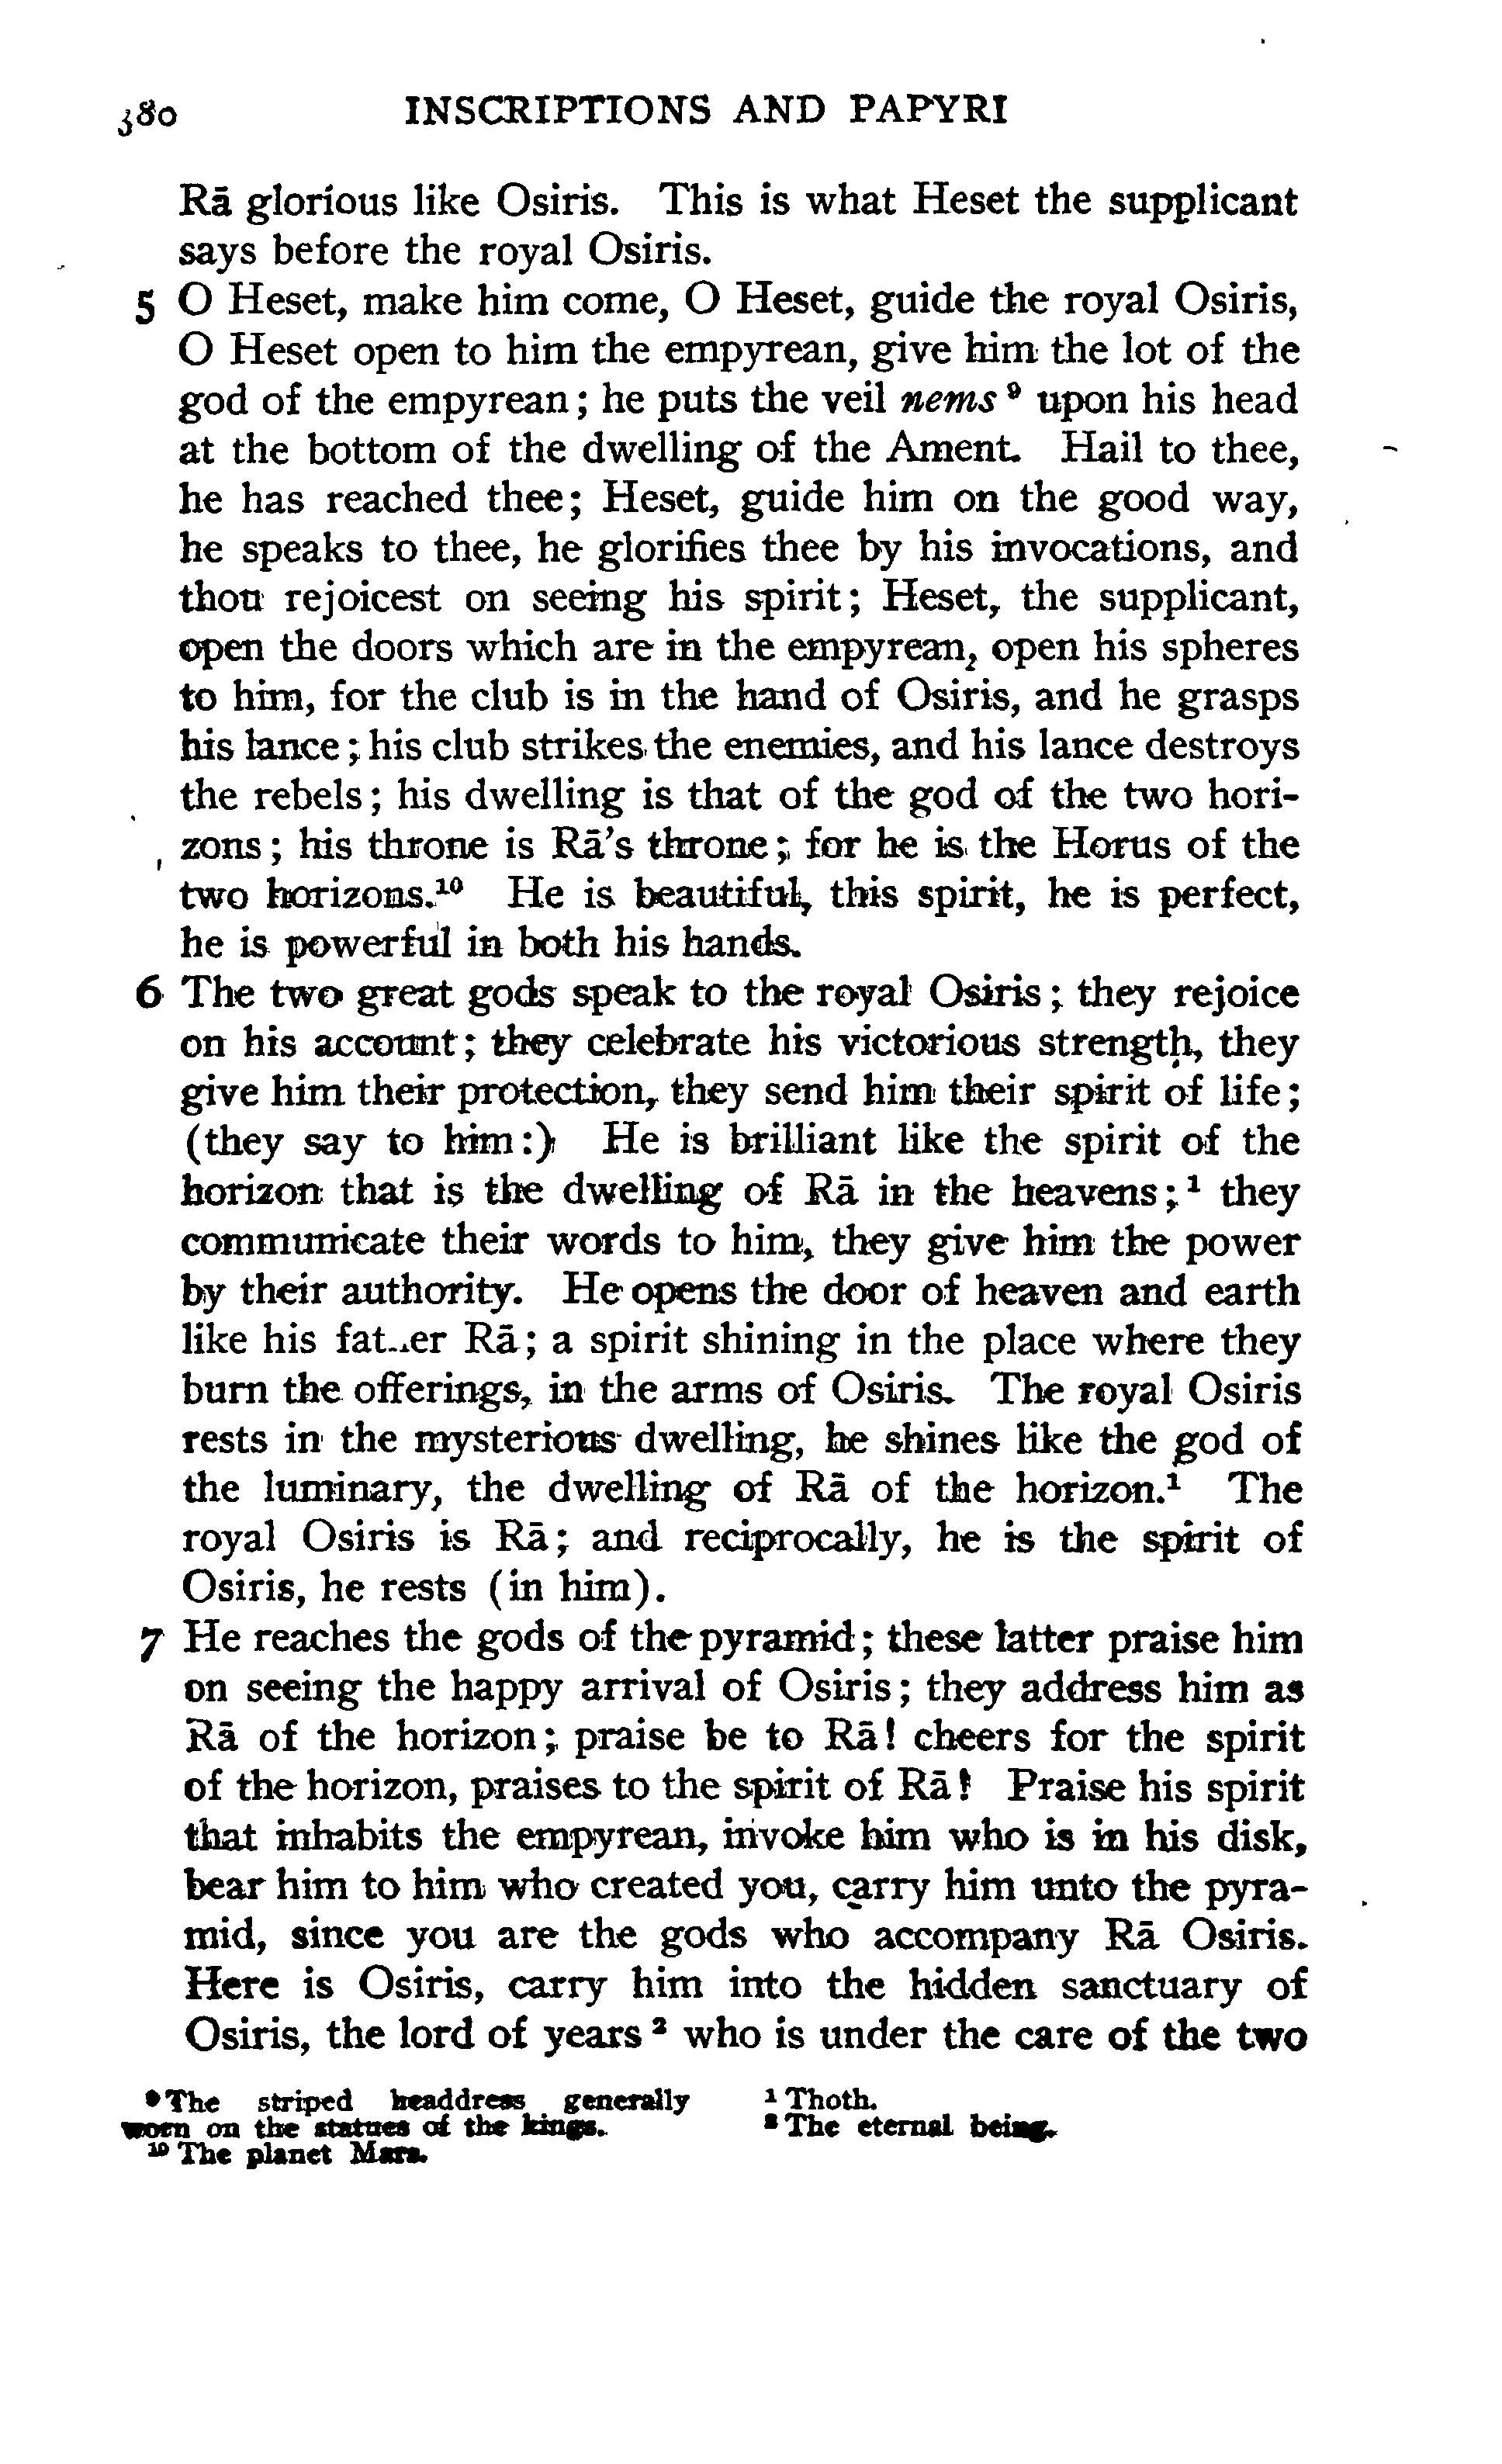 380 INSCRIPTIONS AND PAPYRI
Rā glorious like Osiris. This is what Heset the supplicant
says before the royal Osiris.
5 O Heset, make him come, O Heset, guide the royal Osiris,
O Heset open to him the empyrean, give him the lot of the
god of the empyrean; he puts the veil nems ⁹ upon his head
at the bottom of the dwelling of the Ament. Hail to thee,
he has reached thee; Heset, guide him on the good way,
he speaks to thee, he glorifies thee by his invocations, and
thou rejoicest on seeing his spirit; Heset, the supplicant,
open the doors which are in the empyrean, open his spheres
to him, for the club is in the hand of Osiris, and he grasps
his lance; his club strikes the enemies, and his lance destroys
the rebels; his dwelling is that of the god of the two hori-
zons; his throne is Rā's throne; for he is the Horus of the
two horizons.¹⁰ He is beautiful, this spirit, he is perfect,
he is powerful in both his hands.
6 The two great gods speak to the royal Osiris; they rejoice
on his account; they celebrate his victorious strength, they
give him their protection, they send him their spirit of life;
(they say to him:) He is brilliant like the spirit of the
horizon that is the dwelling of Rā in the heavens;¹ they
communicate their words to him, they give him the power
by their authority. He opens the door of heaven and earth
like his fat..er Rā; a spirit shining in the place where they
burn the offerings, in the arms of Osiris. The royal Osiris
rests in the mysterious dwelling, he shines like the god of
the luminary, the dwelling of Rā of the horizon.¹ The
royal Osiris is Rā; and reciprocally, he is the spirit of
Osiris, he rests (in him).
7 He reaches the gods of the pyramid; these latter praise him
on seeing the happy arrival of Osiris; they address him as
Rā of the horizon; praise be to Rā! cheers for the spirit
of the horizon, praises to the spirit of Rā! Praise his spirit
that inhabits the empyrean, invoke him who is in his disk,
bear him to him who created you, carry him unto the pyra-
mid, since you are the gods who accompany Rā Osiris.
Here is Osiris, carry him into the hidden sanctuary of
Osiris, the lord of years ² who is under the care of the two
⁹ The striped headdress generally
worn on the statues of the kings.
¹⁰ The planet Mars.
¹ Thoth.
² The eternal being.